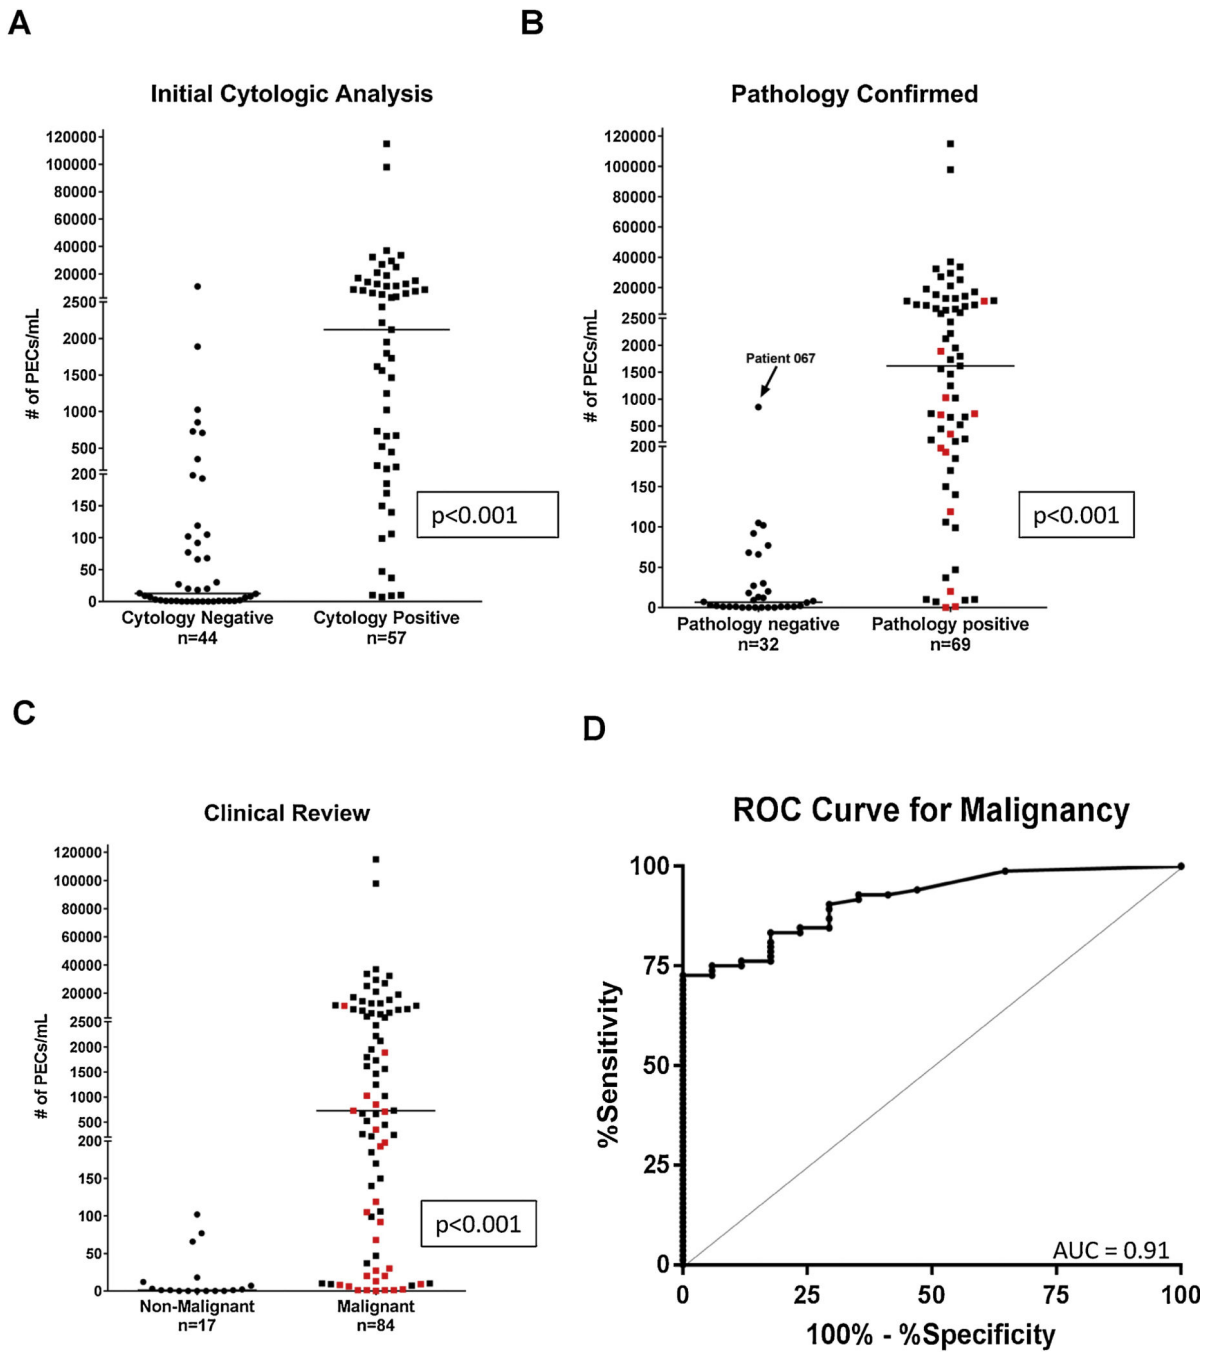 A
Initial Cytologic Analysis
# of PECs/mL
120000
100000
80000
60000
40000
20000
2500
2000
1500
1000
500
200
150
100
50
0
p<0.001
Cytology Negative
n=44
Cytology Positive
n=57
B
Pathology Confirmed
# of PECs/mL
120000
100000
80000
60000
40000
20000
2500
2000
1500
1000
500
200
150
100
50
0
Patient 067
p<0.001
Pathology negative
n=32
Pathology positive
n=69
C
Clinical Review
# of PECs/mL
120000
100000
80000
60000
40000
20000
2500
2000
1500
1000
500
200
150
100
50
0
p<0.001
Non-Malignant
n=17
Malignant
n=84
D
ROC Curve for Malignancy
%Sensitivity
100
75
50
25
0
AUC = 0.91
0 25 50 75 100
100% - %Specificity